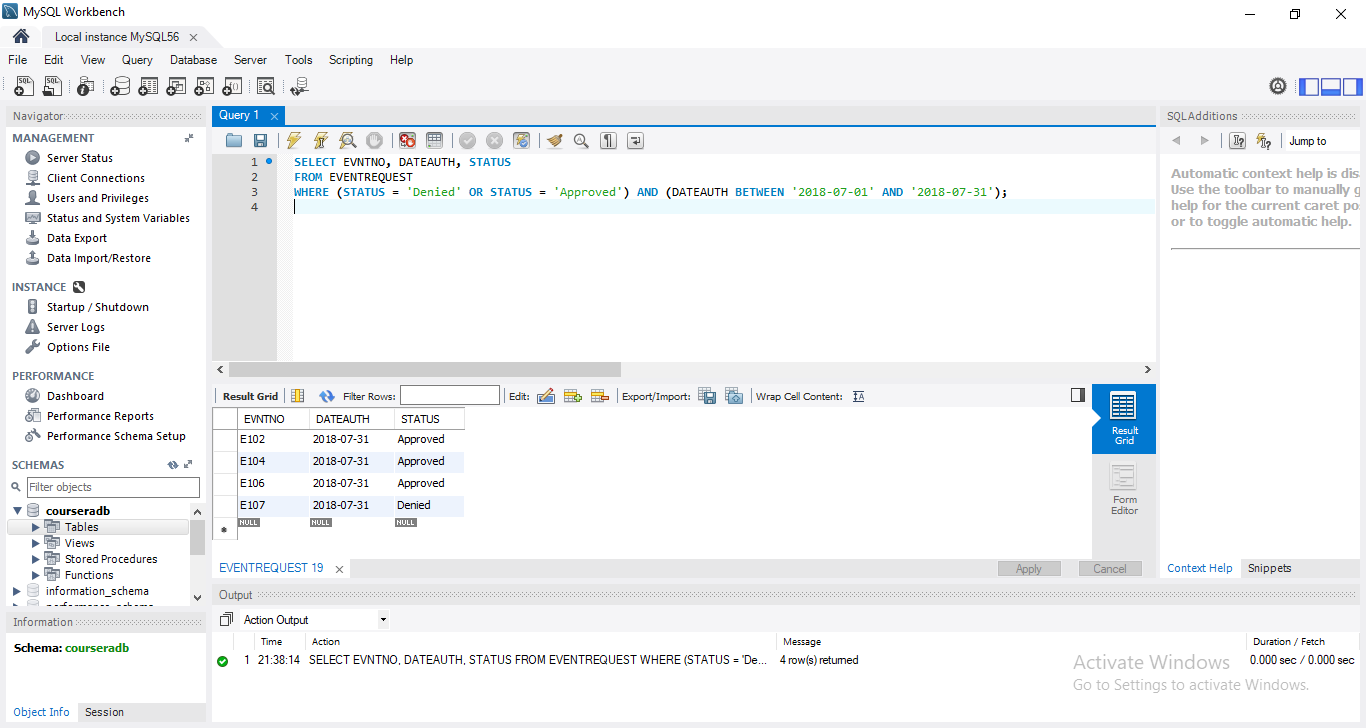 MySQL Workbench
Local instance MySQL56
File Edit View Query Database Server Tools Scripting Help
Navigator
MANAGEMENT
Server Status
Client Connections
Users and Privileges
Status and System Variables
Data Export
Data Import/Restore
INSTANCE
Startup / Shutdown
Server Logs
Options File
PERFORMANCE
Dashboard
Performance Reports
Performance Schema Setup
SCHEMAS
Filter objects
courseradb
Tables
Views
Stored Procedures
Functions
information_schema
performance_schema
Information
Schema: courseradb
Object Info Session
Query 1
1 SELECT EVNTNO, DATEAUTH, STATUS
2 FROM EVENTREQUEST
3 WHERE (STATUS = 'Denied' OR STATUS = 'Approved') AND (DATEAUTH BETWEEN '2018-07-01' AND '2018-07-31');
4
Result Grid Filter Rows: Edit: Export/Import: Wrap Cell Content:
EVNTNO DATEAUTH STATUS
E102 2018-07-31 Approved
E104 2018-07-31 Approved
E106 2018-07-31 Approved
E107 2018-07-31 Denied
NULL NULL NULL
Result
Grid
Form
Editor
EVENTREQUEST 19
Apply Cancel
SQLAdditions
Jump to
Automatic context help is dis
Use the toolbar to manually g
help for the current caret po
or to toggle automatic help.
Context Help Snippets
Output
Action Output
Time Action Message Duration / Fetch
1 21:38:14 SELECT EVNTNO, DATEAUTH, STATUS FROM EVENTREQUEST WHERE (STATUS = 'De... 4 row(s) returned 0.000 sec / 0.000 sec
Activate Windows
Go to Settings to activate Windows.